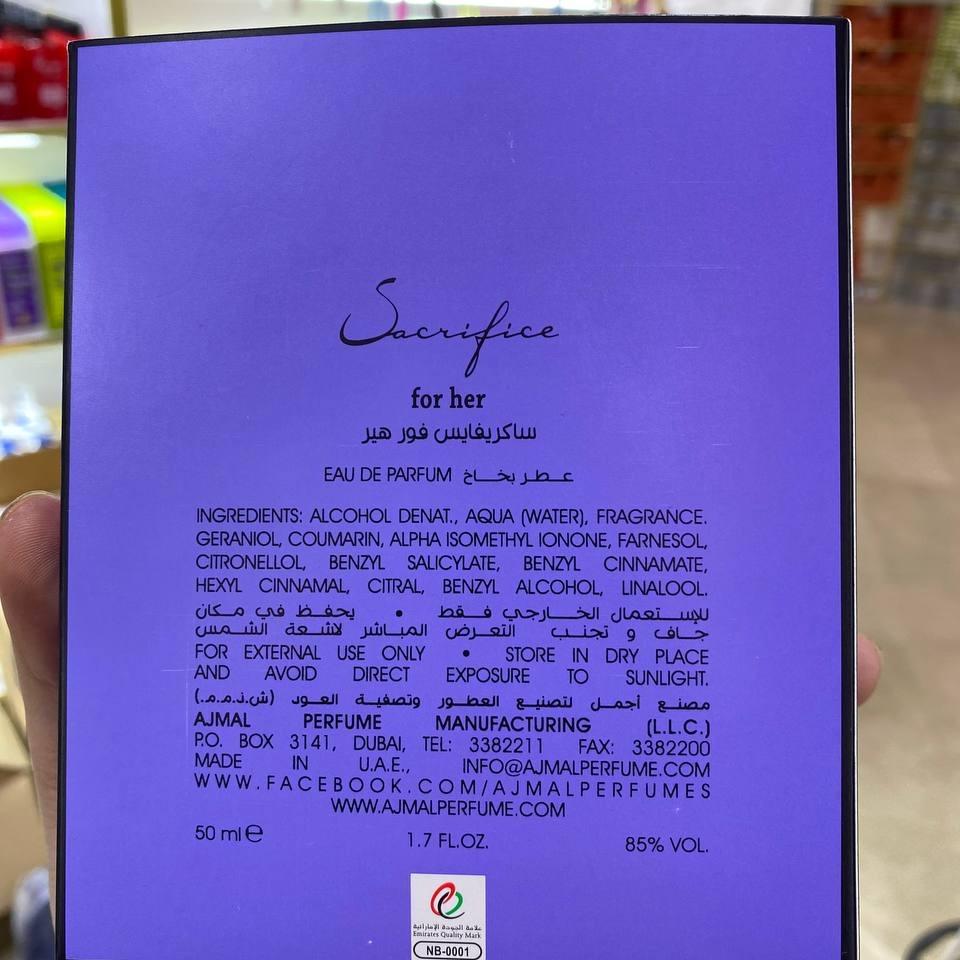 Sacrifice
for her
ساكريفايس فور هير
EAU DE PARFUM عطر بخاخ
INGREDIENTS: ALCOHOL DENAT., AQUA (WATER), FRAGRANCE.
GERANIOL, COUMARIN, ALPHA ISOMETHYL IONONE, FARNESOL,
CITRONELLOL, BENZYL SALICYLATE, BENZYL CINNAMATE,
HEXYL CINNAMAL, CITRAL, BENZYL ALCOHOL, LINALOOL.
للإستعمال الخارجي فقط • يحفظ في مكان
جاف و تجنب التعرض المباشر لاشعة الشمس
FOR EXTERNAL USE ONLY • STORE IN DRY PLACE
AND AVOID DIRECT EXPOSURE TO SUNLIGHT.
مصنع أجمل لتصنيع العطور وتصفية العود (ش.ذ.م.م.)
AJMAL PERFUME MANUFACTURING (L.L.C.)
P.O. BOX 3141, DUBAI, TEL: 3382211 FAX: 3382200
MADE IN U.A.E., INFO@AJMALPERFUME.COM
WWW.FACEBOOK.COM/AJMALPERFUMES
WWW.AJMALPERFUME.COM
50 ml e 1.7 FL.OZ. 85% VOL.
علامة الجودة الإماراتية
Emirates Quality Mark
NB-0001